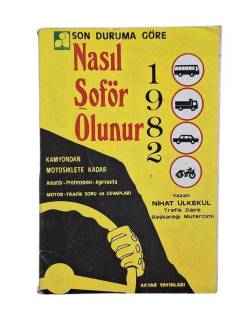 SON DURUMA GÖRE
Nasıl
Şoför
Olunur
1982
KAMYONDAN
MOTOSİKLETE KADAR
Amatör-Profesyonel-Ağırvasıta
MOTOR-TRAFİK SORU ve CEVAPLARI
Yazan
NİHAT ÜLKEKUL
Trafik Daire
Başkanlığı Mütercimi
AKYAR YAYINLARI